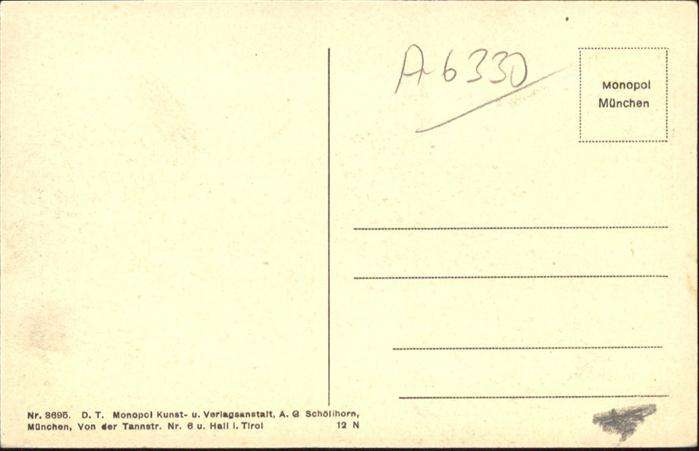 A 6330
Monopol
München
Nr. 8695. D. T. Monopol Kunst- u. Verlagsanstalt, A. G Schöllhorn,
München, Von der Tannstr. Nr. 6 u. Hall i. Tirol 12 N